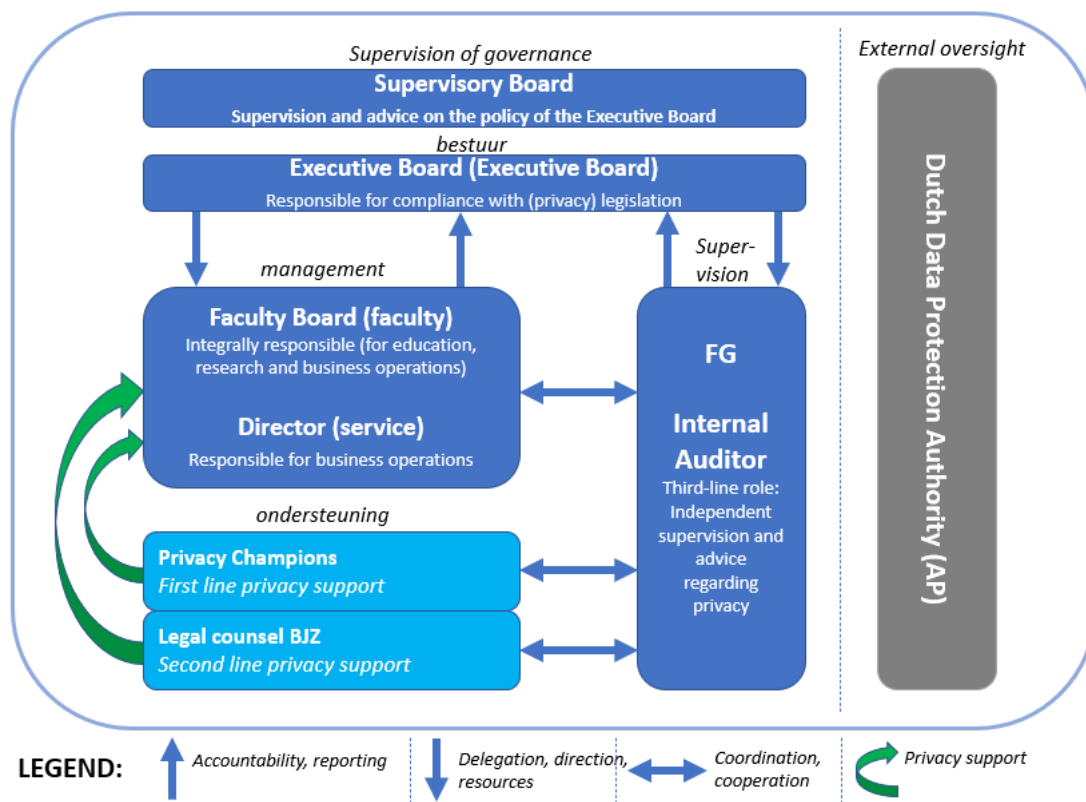 Supervision of governance
Supervisory Board
Supervision and advice on the policy of the Executive Board
bestuur
Executive Board (Executive Board)
Responsible for compliance with (privacy) legislation
management
Faculty Board (faculty)
Integrally responsible (for education,
research and business operations)
Director (service)
Responsible for business operations
ondersteuning
Privacy Champions
First line privacy support
Legal counsel BJZ
Second line privacy support
Super-
vision
FG
Internal
Auditor
Third-line role:
Independent
supervision and
advice
regarding
privacy
External oversight
Dutch Data Protection Authority (AP)
LEGEND:
Accountability, reporting
Delegation, direction,
resources
Coordination,
cooperation
Privacy support